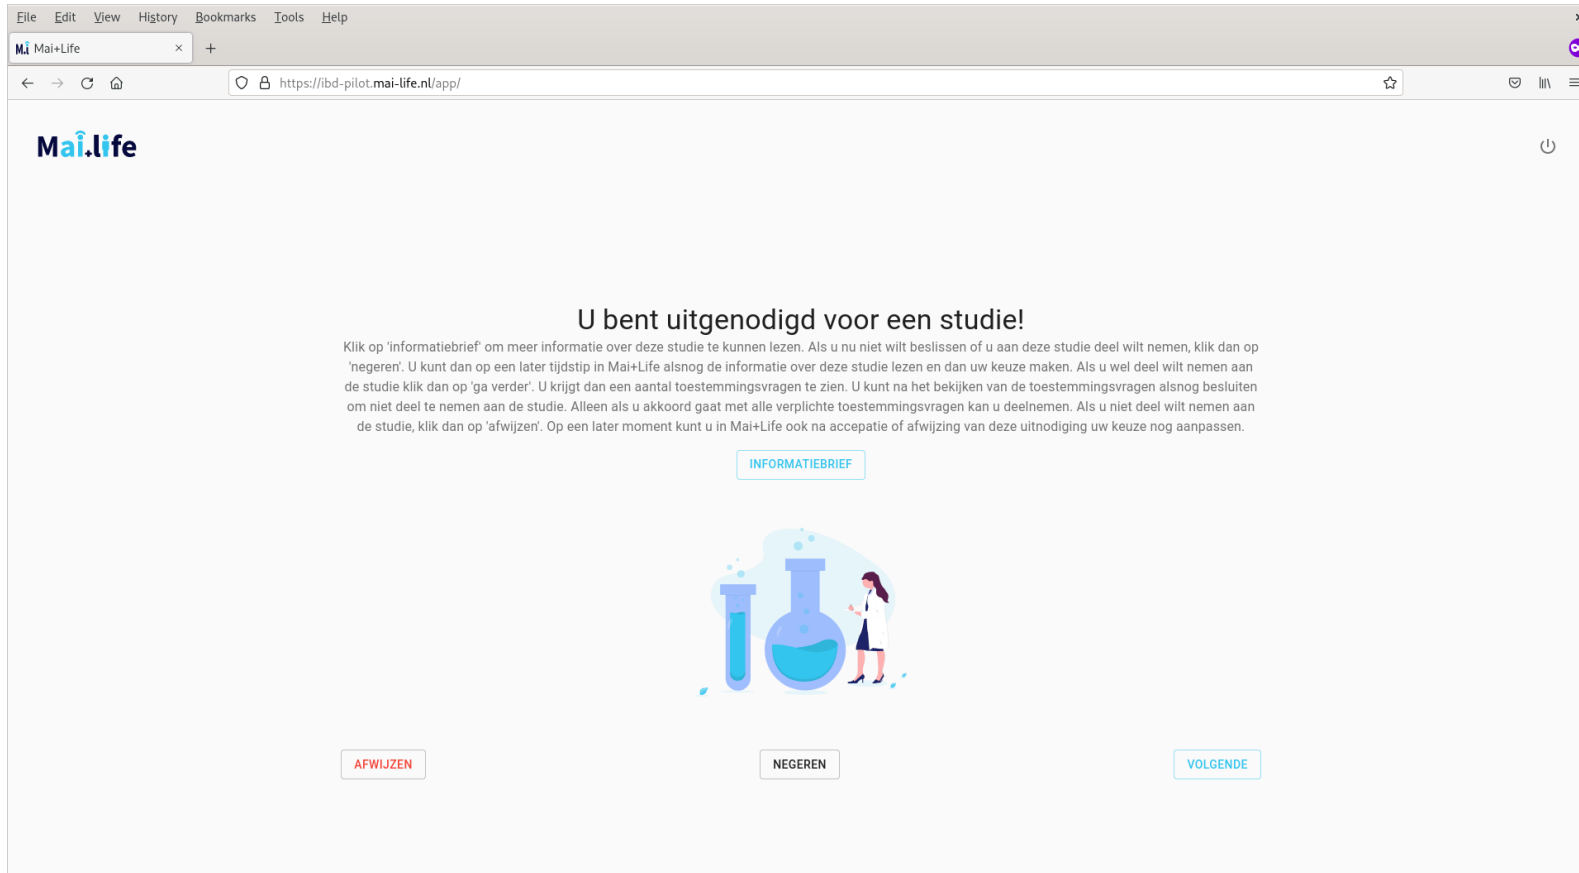 File Edit View History Bookmarks Tools Help
Mai+Life
https://ibd-pilot.mai-life.nl/app/
Mai+life
U bent uitgenodigd voor een studie!
Klik op 'informatiebrief' om meer informatie over deze studie te kunnen lezen. Als u nu niet wilt beslissen of u aan deze studie deel wilt nemen, klik dan op
'negeren'. U kunt dan op een later tijdstip in Mai+Life alsnog de informatie over deze studie lezen en dan uw keuze maken. Als u wel deel wilt nemen aan
de studie klik dan op 'ga verder'. U krijgt dan een aantal toestemmingsvragen te zien. U kunt na het bekijken van de toestemmingsvragen alsnog besluiten
om niet deel te nemen aan de studie. Alleen als u akkoord gaat met alle verplichte toestemmingsvragen kan u deelnemen. Als u niet deel wilt nemen aan
de studie, klik dan op 'afwijzen'. Op een later moment kunt u in Mai+Life ook na accepatie of afwijzing van deze uitnodiging uw keuze nog aanpassen.
INFORMATIEBRIEF
AFWIJZEN NEGEREN VOLGENDE